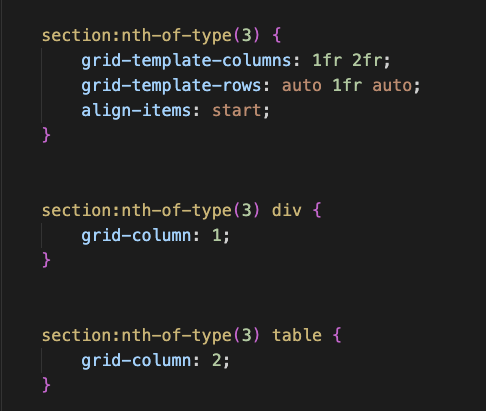 section:nth-of-type(3) {
    grid-template-columns: 1fr 2fr;
    grid-template-rows: auto 1fr auto;
    align-items: start;
}
section:nth-of-type(3) div {
    grid-column: 1;
}
section:nth-of-type(3) table {
    grid-column: 2;
}